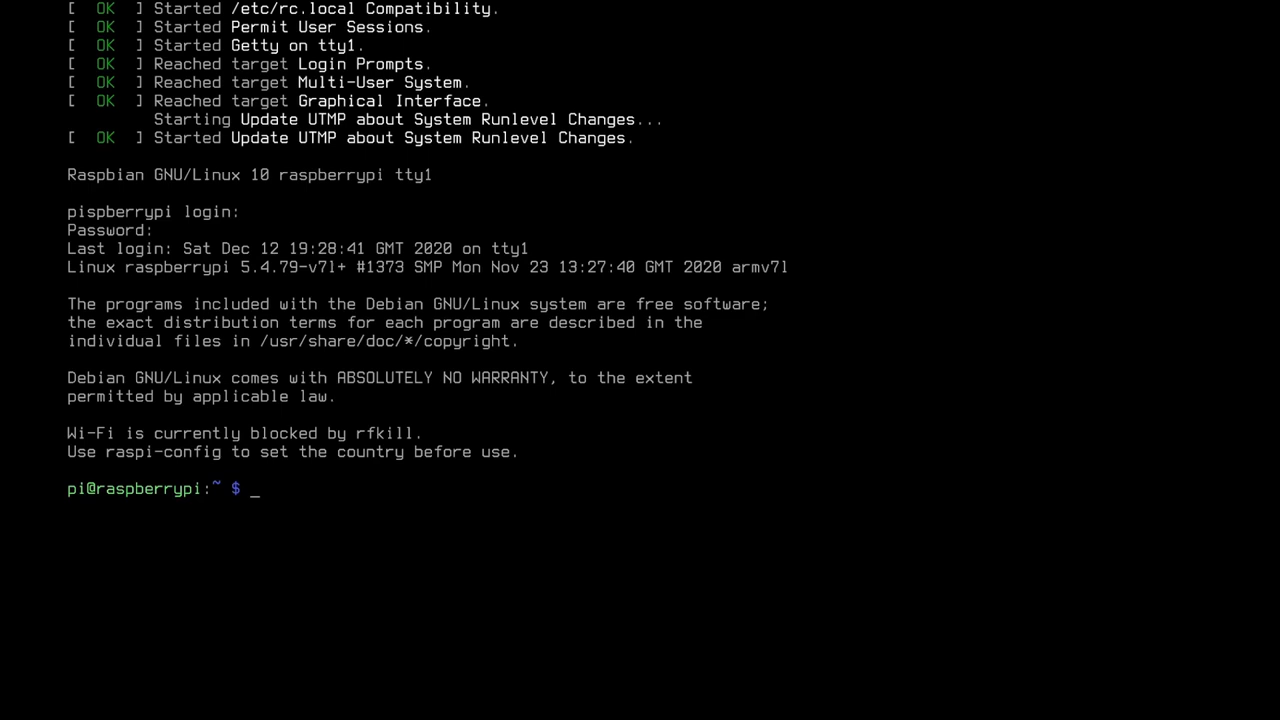 [  OK  ] Started /etc/rc.local Compatibility.
[  OK  ] Started Permit User Sessions.
[  OK  ] Started Getty on tty1.
[  OK  ] Reached target Login Prompts.
[  OK  ] Reached target Multi-User System.
[  OK  ] Reached target Graphical Interface.
         Starting Update UTMP about System Runlevel Changes...
[  OK  ] Started Update UTMP about System Runlevel Changes.
Raspbian GNU/Linux 10 raspberrypi tty1
pispberrypi login:
Password:
Last login: Sat Dec 12 19:28:41 GMT 2020 on tty1
Linux raspberrypi 5.4.79-v7l+ #1373 SMP Mon Nov 23 13:27:40 GMT 2020 armv7l
The programs included with the Debian GNU/Linux system are free software;
the exact distribution terms for each program are described in the
individual files in /usr/share/doc/*/copyright.
Debian GNU/Linux comes with ABSOLUTELY NO WARRANTY, to the extent
permitted by applicable law.
Wi-Fi is currently blocked by rfkill.
Use raspi-config to set the country before use.
pi@raspberrypi:~ $ _